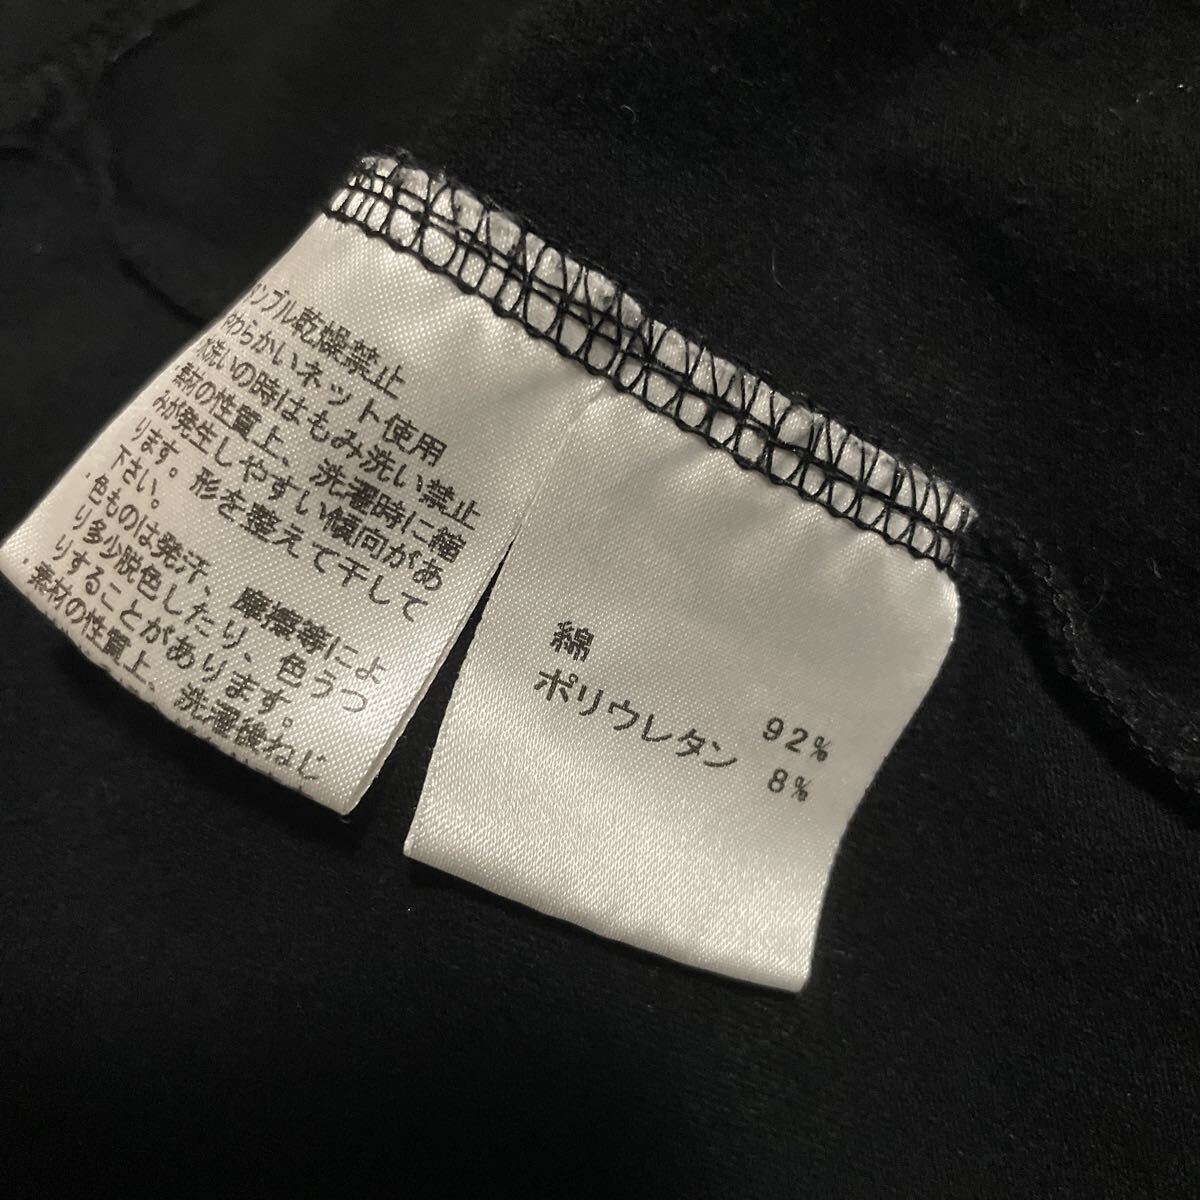 ンブル乾燥禁止
やわらかいネット使用
水洗いの時はもみ洗い禁止
素材の性質上、洗濯時に縮
みが発生しやすい傾向があ
ります。形を整えて干して
下さい。
色ものは発汗、摩擦等によ
り多少脱色したり、色うつ
りすることがあります。
素材の性質上、洗濯後ねじ
綿 92%
ポリウレタン 8%